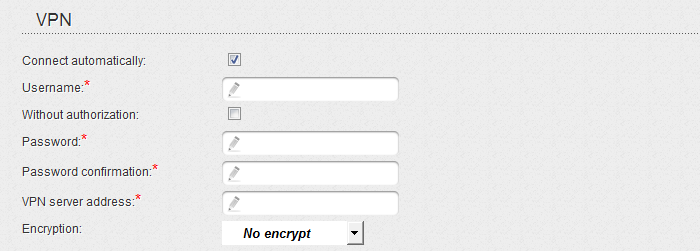 VPN
Connect automatically:
Username:*
Without authorization:
Password:*
Password confirmation:*
VPN server address:*
Encryption: No encrypt